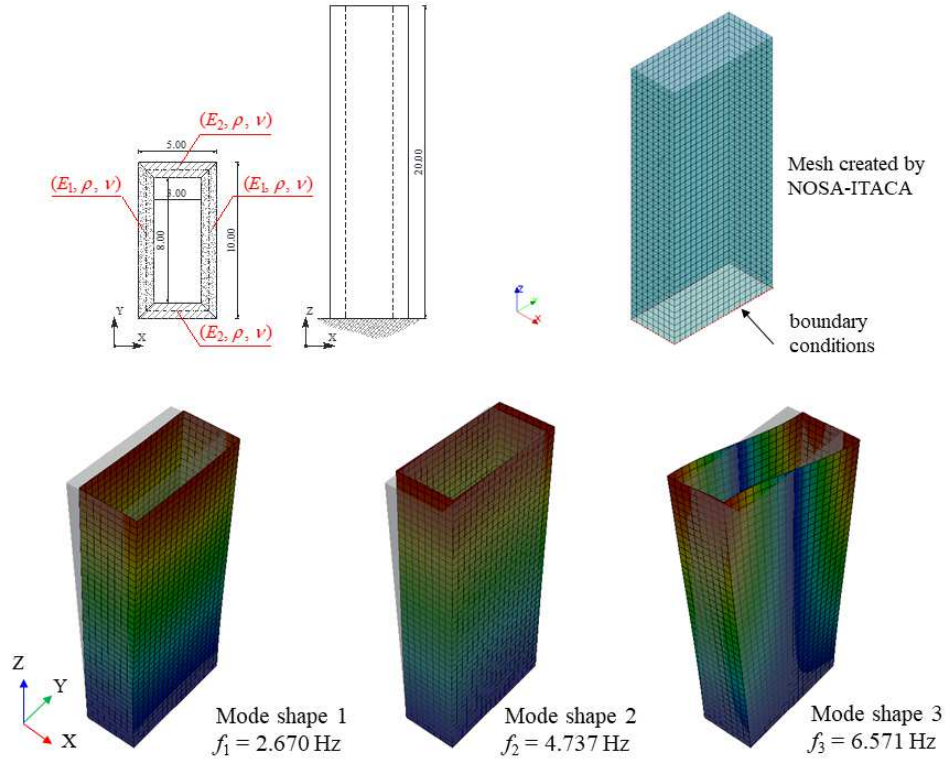 (E₂, ρ, ν)
5.00
(E₁, ρ, ν)
(E₁, ρ, ν)
3.00
8.00
10.00
(E₂, ρ, ν)
Y
X
20.00
Z
X
Mesh created by
NOSA-ITACA
z
x
boundary
conditions
Z
Y
X
Mode shape 1
f₁ = 2.670 Hz
Mode shape 2
f₂ = 4.737 Hz
Mode shape 3
f₃ = 6.571 Hz